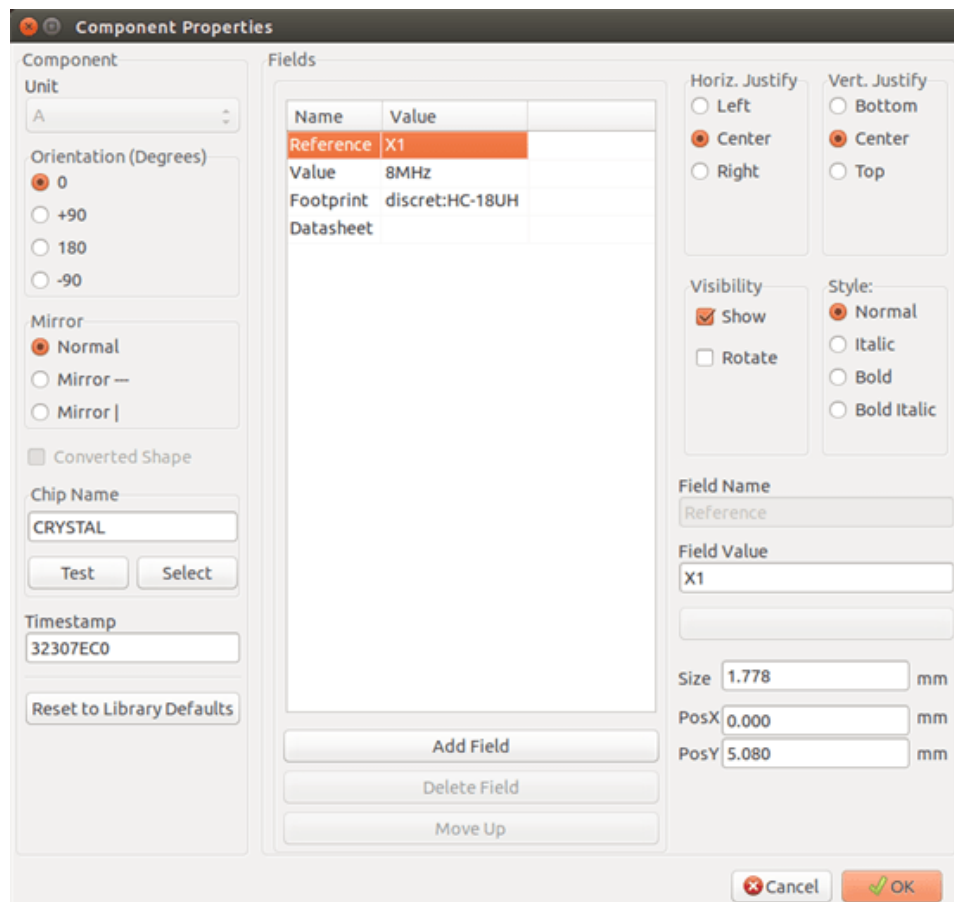 Component Properties
Component
Unit
A
Orientation (Degrees)
0
+90
180
-90
Mirror
Normal
Mirror ---
Mirror |
Converted Shape
Chip Name
CRYSTAL
Test Select
Timestamp
32307EC0
Reset to Library Defaults
Fields
Name Value
Reference X1
Value 8MHz
Footprint discret:HC-18UH
Datasheet
Add Field
Delete Field
Move Up
Horiz. Justify
Left
Center
Right
Vert. Justify
Bottom
Center
Top
Visibility
Show
Rotate
Style:
Normal
Italic
Bold
Bold Italic
Field Name
Reference
Field Value
X1
Size 1.778 mm
PosX 0.000 mm
PosY 5.080 mm
Cancel OK